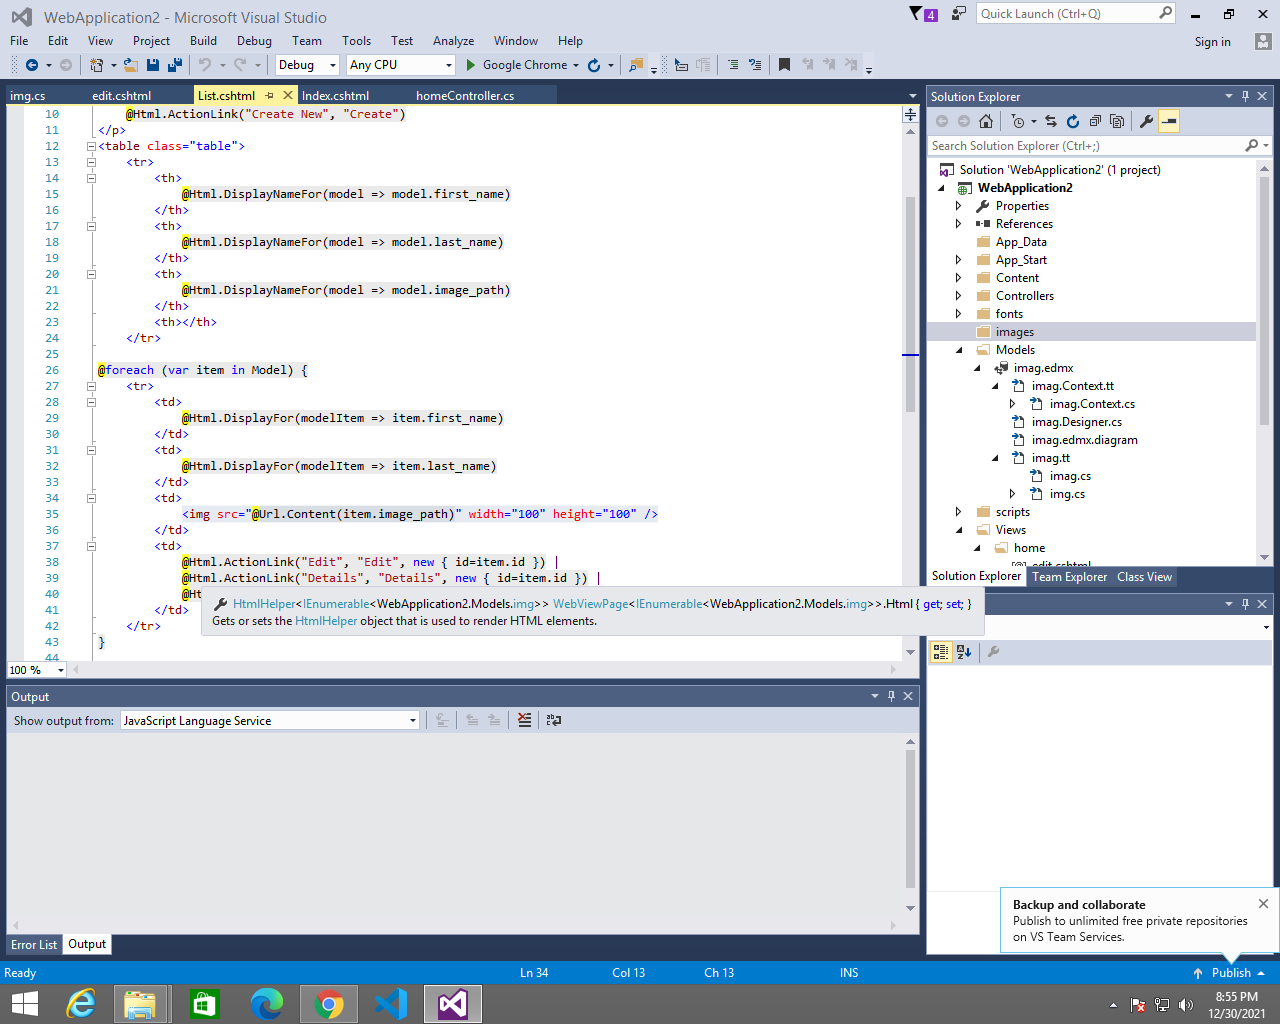 WebApplication2 - Microsoft Visual Studio
4
Quick Launch (Ctrl+Q)
File Edit View Project Build Debug Team Tools Test Analyze Window Help
Sign in
Debug Any CPU Google Chrome
img.cs edit.cshtml List.cshtml Index.cshtml homeController.cs
10 @Html.ActionLink("Create New", "Create")
11 </p>
12 <table class="table">
13 <tr>
14 <th>
15 @Html.DisplayNameFor(model => model.first_name)
16 </th>
17 <th>
18 @Html.DisplayNameFor(model => model.last_name)
19 </th>
20 <th>
21 @Html.DisplayNameFor(model => model.image_path)
22 </th>
23 <th></th>
24 </tr>
25
26 @foreach (var item in Model) {
27 <tr>
28 <td>
29 @Html.DisplayFor(modelItem => item.first_name)
30 </td>
31 <td>
32 @Html.DisplayFor(modelItem => item.last_name)
33 </td>
34 <td>
35 <img src="@Url.Content(item.image_path)" width="100" height="100" />
36 </td>
37 <td>
38 @Html.ActionLink("Edit", "Edit", new { id=item.id }) |
39 @Html.ActionLink("Details", "Details", new { id=item.id }) |
40 @Ht
41 </td>
42 </tr>
43 }
44
HtmlHelper<IEnumerable<WebApplication2.Models.img>> WebViewPage<IEnumerable<WebApplication2.Models.img>>.Html { get; set; }
Gets or sets the HtmlHelper object that is used to render HTML elements.
100 %
Solution Explorer
Search Solution Explorer (Ctrl+;)
Solution 'WebApplication2' (1 project)
WebApplication2
Properties
References
App_Data
App_Start
Content
Controllers
fonts
images
Models
imag.edmx
imag.Context.tt
imag.Context.cs
imag.Designer.cs
imag.edmx.diagram
imag.tt
imag.cs
img.cs
scripts
Views
home
edit.cshtml
Solution Explorer Team Explorer Class View
Output
Show output from: JavaScript Language Service
Error List Output
Backup and collaborate
Publish to unlimited free private repositories
on VS Team Services.
Ready Ln 34 Col 13 Ch 13 INS Publish
8:55 PM
12/30/2021